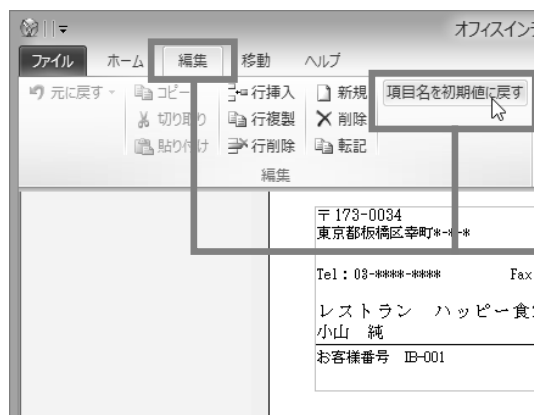 オフィスインテ
ファイル ホーム 編集 移動 ヘルプ
元に戻す コピー 行挿入 新規 項目名を初期値に戻す
切り取り 行複製 削除
貼り付け 行削除 転記
編集
〒173-0034
東京都板橋区幸町*-*-*
Tel：03-****-**** Fax
レストラン ハッピー食
小山 純
お客様番号 IB-001